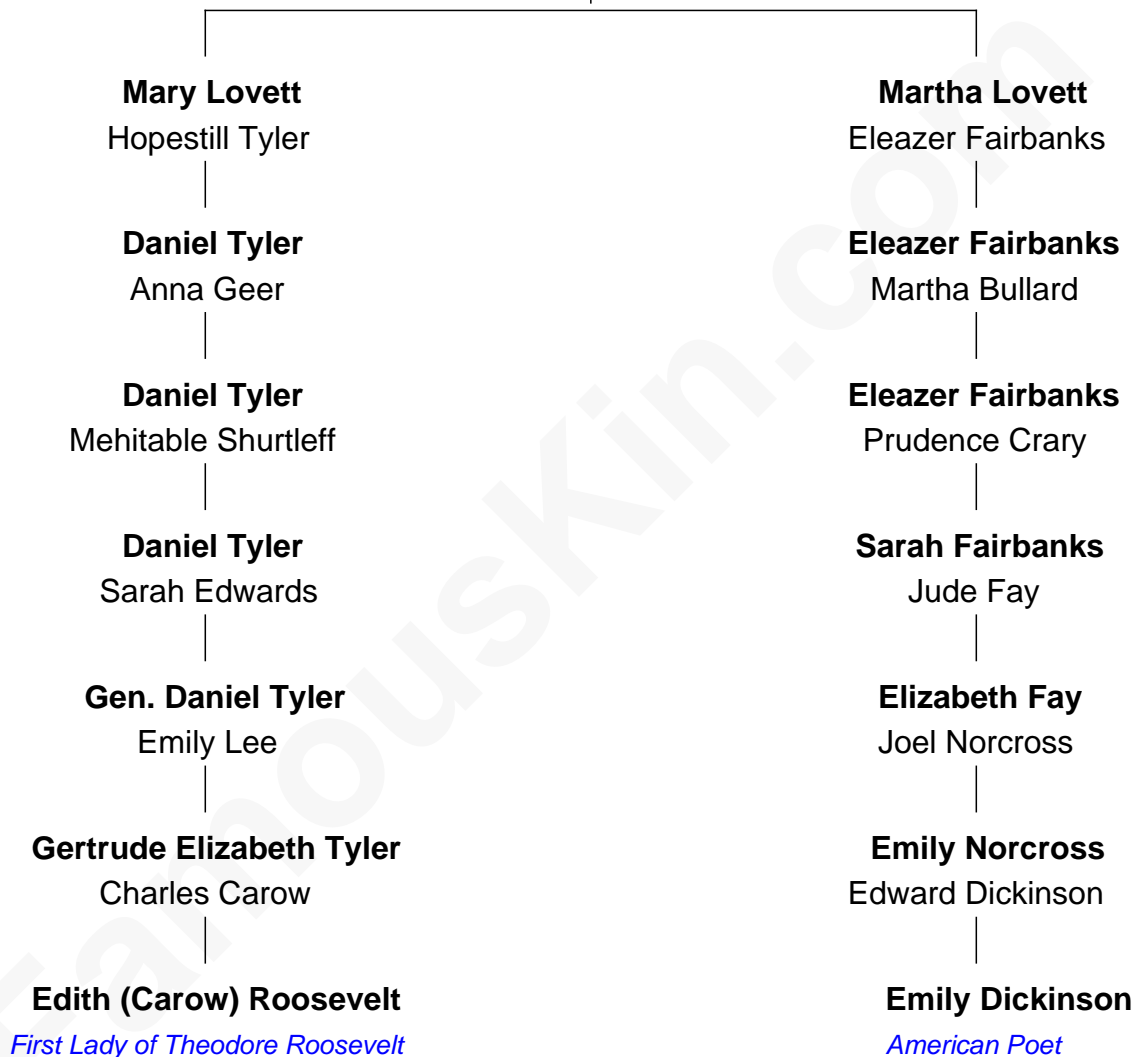 Mary Lovett
Hopestill Tyler
Martha Lovett
Eleazer Fairbanks
Daniel Tyler
Anna Geer
Eleazer Fairbanks
Martha Bullard
Daniel Tyler
Mehitable Shurtleff
Eleazer Fairbanks
Prudence Crary
Daniel Tyler
Sarah Edwards
Sarah Fairbanks
Jude Fay
Gen. Daniel Tyler
Emily Lee
Elizabeth Fay
Joel Norcross
Gertrude Elizabeth Tyler
Charles Carow
Emily Norcross
Edward Dickinson
Edith (Carow) Roosevelt
First Lady of Theodore Roosevelt
Emily Dickinson
American Poet
FamousKin.com